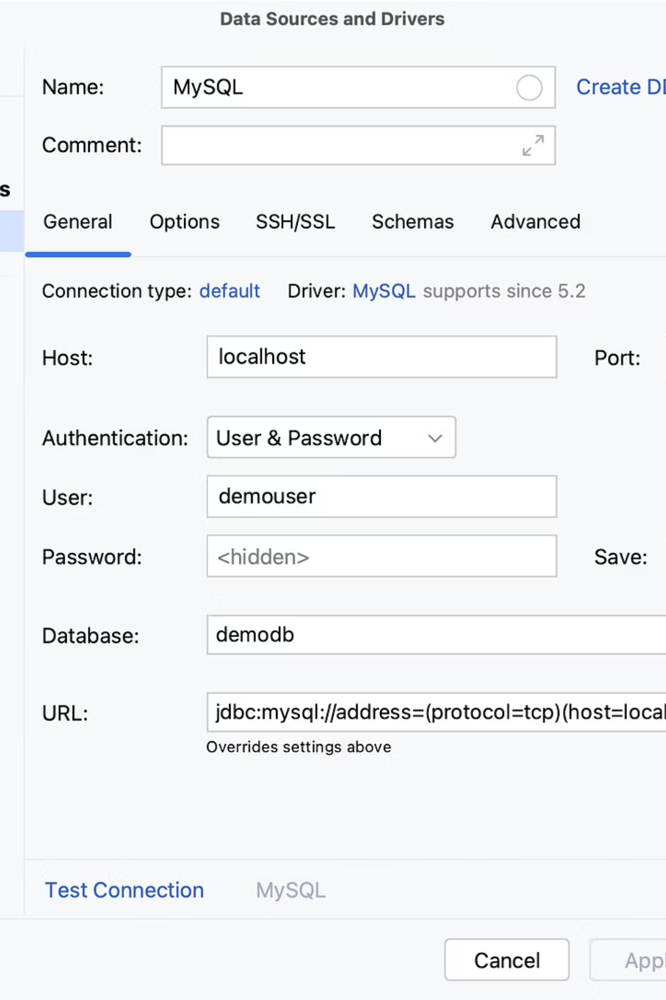 Data Sources and Drivers
Name: MySQL Create
Comment:
s
General Options SSH/SSL Schemas Advanced
Connection type: default Driver: MySQL supports since 5.2
Host: localhost Port:
Authentication: User & Password
User: demouser
Password: <hidden> Save:
Database: demodb
URL: jdbc:mysql://address=(protocol=tcp)(host=local
Overrides settings above
Test Connection MySQL
Cancel Appl